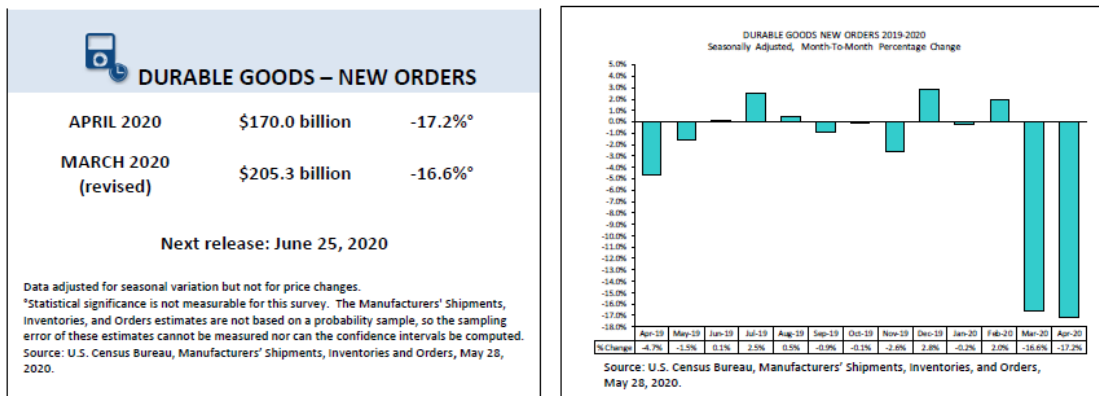 DURABLE GOODS – NEW ORDERS
APRIL 2020 $170.0 billion -17.2%°
MARCH 2020
(revised) $205.3 billion -16.6%°
Next release: June 25, 2020
Data adjusted for seasonal variation but not for price changes.
°Statistical significance is not measurable for this survey. The Manufacturers' Shipments,
Inventories, and Orders estimates are not based on a probability sample, so the sampling
error of these estimates cannot be measured nor can the confidence intervals be computed.
Source: U.S. Census Bureau, Manufacturers' Shipments, Inventories and Orders, May 28,
2020.
DURABLE GOODS NEW ORDERS 2019-2020
Seasonally Adjusted, Month-To-Month Percentage Change
5.0%
4.0%
3.0%
2.0%
1.0%
0.0%
-1.0%
-2.0%
-3.0%
-4.0%
-5.0%
-6.0%
-7.0%
-8.0%
-9.0%
-10.0%
-11.0%
-12.0%
-13.0%
-14.0%
-15.0%
-16.0%
-17.0%
-18.0%
Apr-19 May-19 Jun-19 Jul-19 Aug-19 Sep-19 Oct-19 Nov-19 Dec-19 Jan-20 Feb-20 Mar-20 Apr-20
% Change -4.7% -1.5% 0.1% 2.5% 0.5% -0.9% -0.1% -2.6% 2.8% -0.2% 2.0% -16.6% -17.2%
Source: U.S. Census Bureau, Manufacturers' Shipments, Inventories, and Orders,
May 28, 2020.